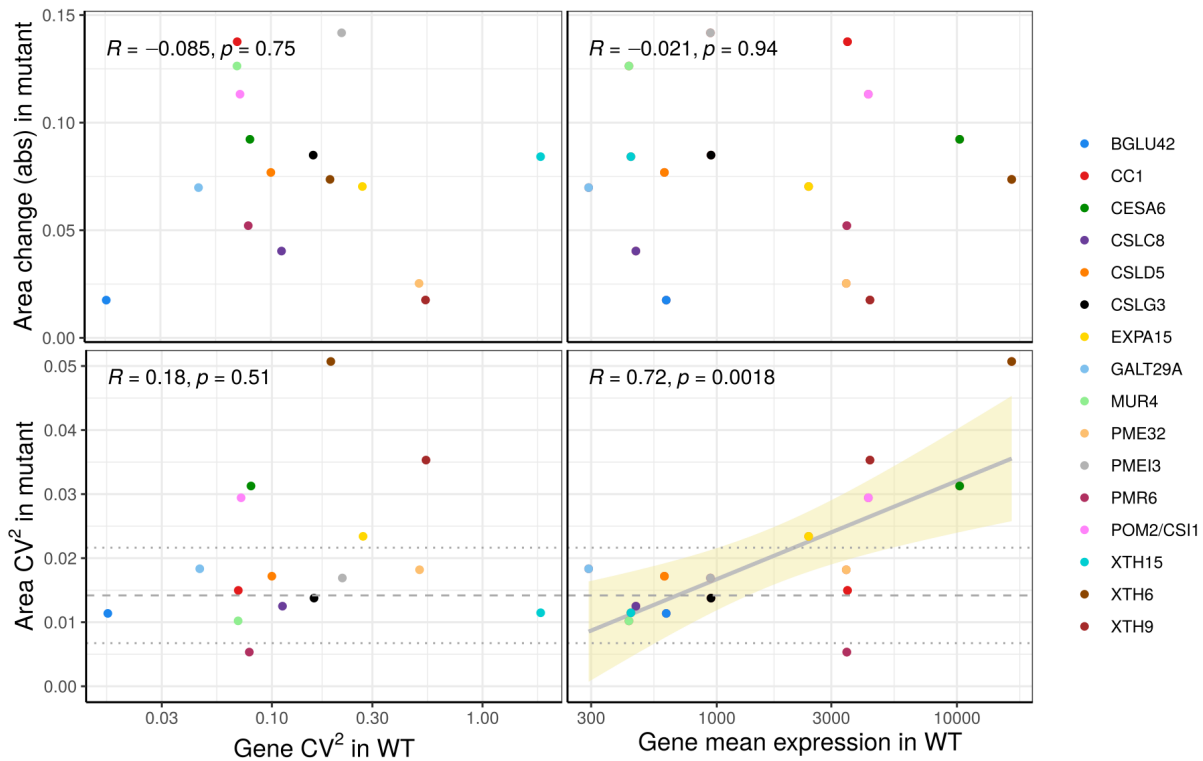 Area change (abs) in mutant
0.15
0.10
0.05
0.00
R = −0.085, p = 0.75
R = −0.021, p = 0.94
Area CV² in mutant
0.05
0.04
0.03
0.02
0.01
0.00
R = 0.18, p = 0.51
R = 0.72, p = 0.0018
0.03 0.10 0.30 1.00
300 1000 3000 10000
Gene CV² in WT
Gene mean expression in WT
BGLU42
CC1
CESA6
CSLC8
CSLD5
CSLG3
EXPA15
GALT29A
MUR4
PME32
PMEI3
PMR6
POM2/CSI1
XTH15
XTH6
XTH9